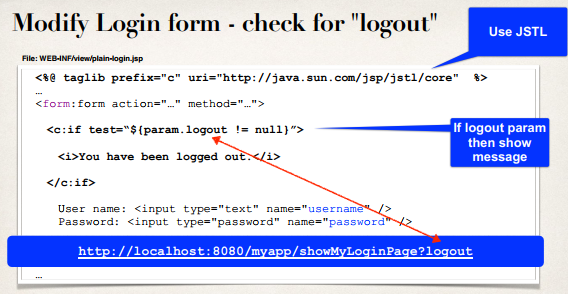 Modify Login form - check for "logout"
Use JSTL
File: WEB-INF/view/plain-login.jsp
<%@ taglib prefix="c" uri="http://java.sun.com/jsp/jstl/core" %>
…
<form:form action="…" method="…">
<c:if test=“${param.logout != null}”>
If logout param
then show
message
<i>You have been logged out.</i>
</c:if>
User name: <input type="text" name="username" />
Password: <input type="password" name="password" />
http://localhost:8080/myapp/showMyLoginPage?logout
…